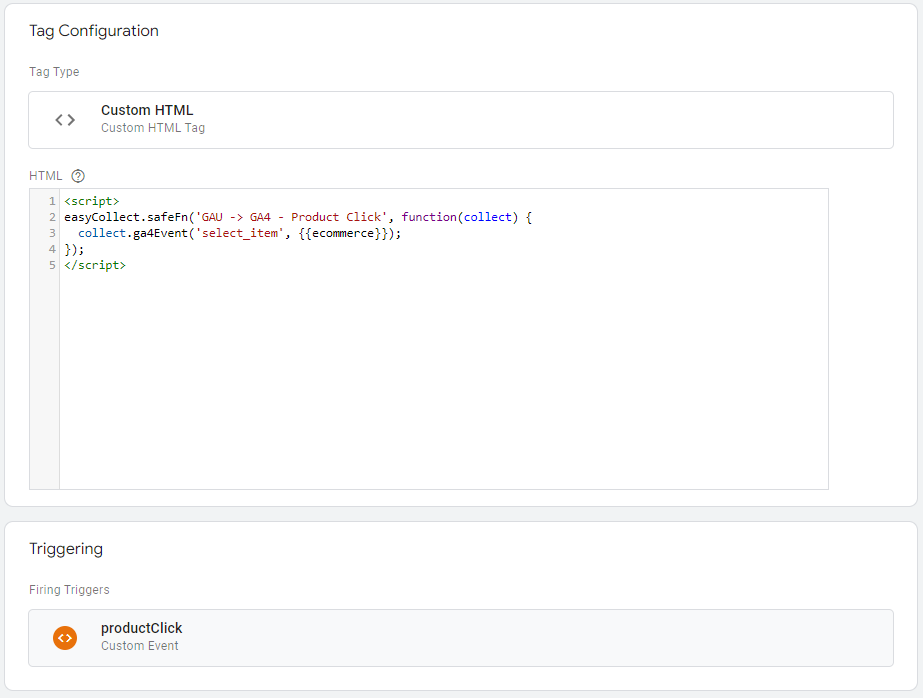 Tag Configuration
Tag Type
Custom HTML
Custom HTML Tag
HTML
1 <script>
2 easyCollect.safeFn('GAU -> GA4 - Product Click', function(collect) {
3   collect.ga4Event('select_item', {{ecommerce}});
4 });
5 </script>
Triggering
Firing Triggers
productClick
Custom Event